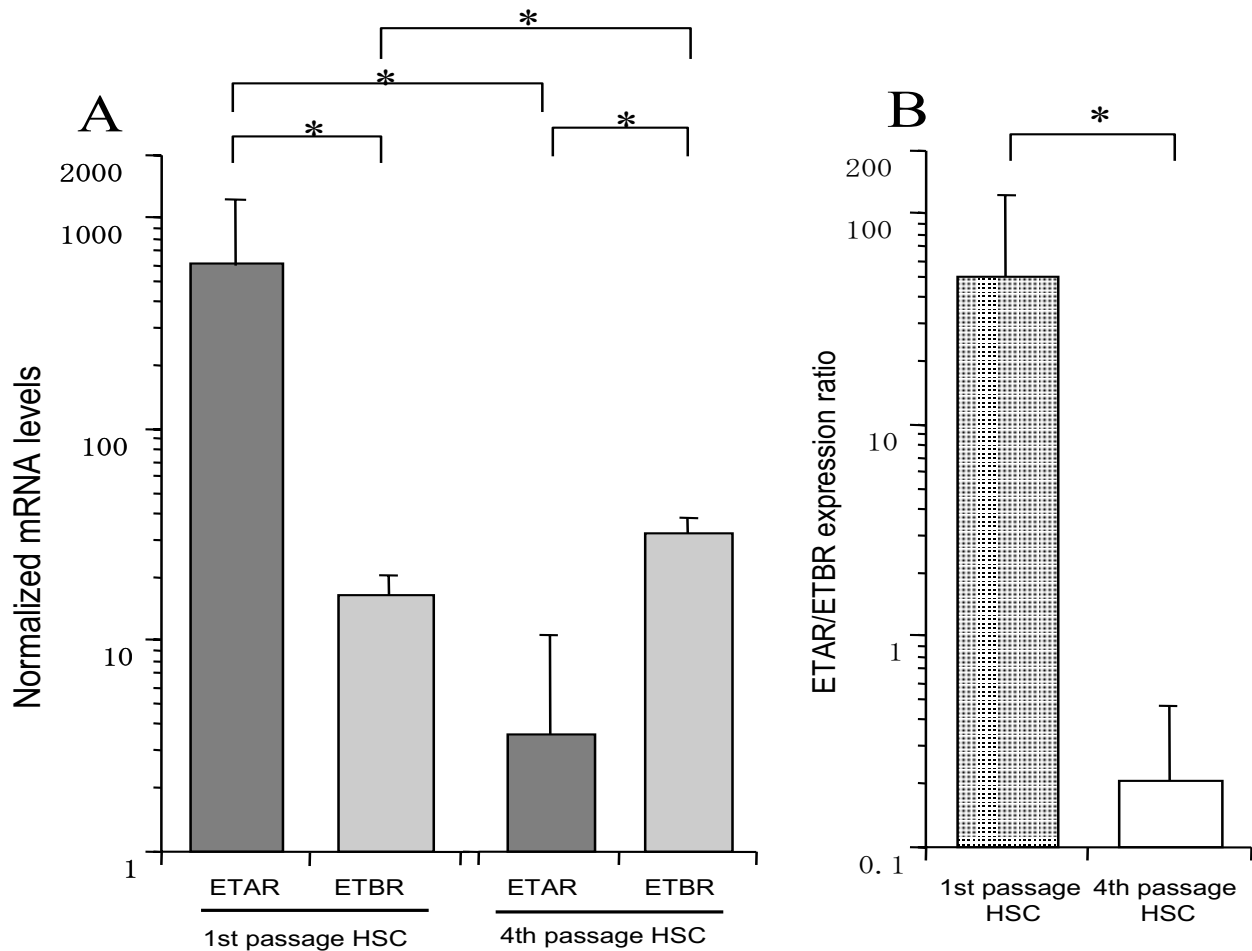 A
*
*
*
*
Normalized mRNA levels
2000
1000
100
10
1
ETAR ETBR ETAR ETBR
1st passage HSC 4th passage HSC
B
*
ETAR/ETBR expression ratio
200
100
10
1
0.1
1st passage HSC
4th passage HSC